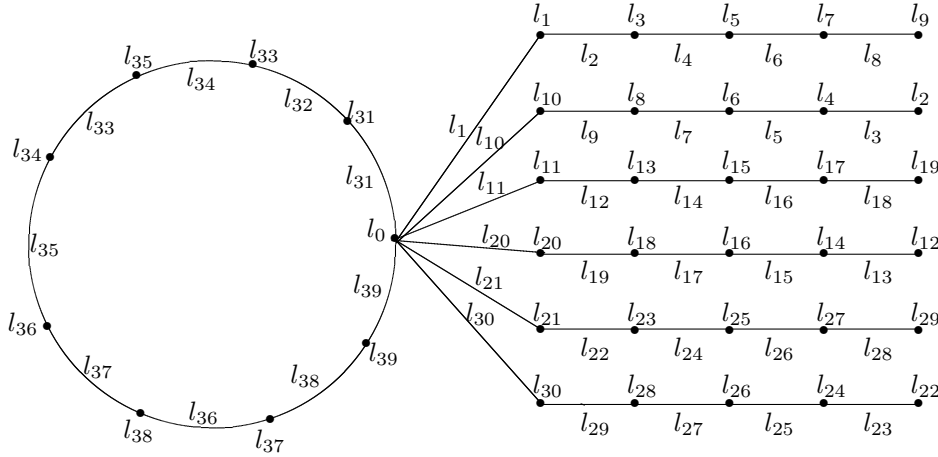 l₁ l₃ l₅ l₇ l₉
l₂ l₄ l₆ l₈
l₁₀ l₈ l₆ l₄ l₂
l₁ l₁₀ l₉ l₇ l₅ l₃
l₁₁ l₁₃ l₁₅ l₁₇ l₁₉
l₁₁ l₁₂ l₁₄ l₁₆ l₁₈
l₀ l₂₀ l₂₀ l₁₈ l₁₆ l₁₄ l₁₂
l₁₉ l₁₇ l₁₅ l₁₃
l₂₁ l₂₁ l₂₃ l₂₅ l₂₇ l₂₉
l₃₀ l₂₂ l₂₄ l₂₆ l₂₈
l₃₀ l₂₈ l₂₆ l₂₄ l₂₂
l₂₉ l₂₇ l₂₅ l₂₃
l₃₅ l₃₃
l₃₄ l₃₂
l₃₃ l₃₁
l₃₄ l₃₁
l₃₅
l₃₉
l₃₆ l₃₉
l₃₇ l₃₈
l₃₆
l₃₈ l₃₇